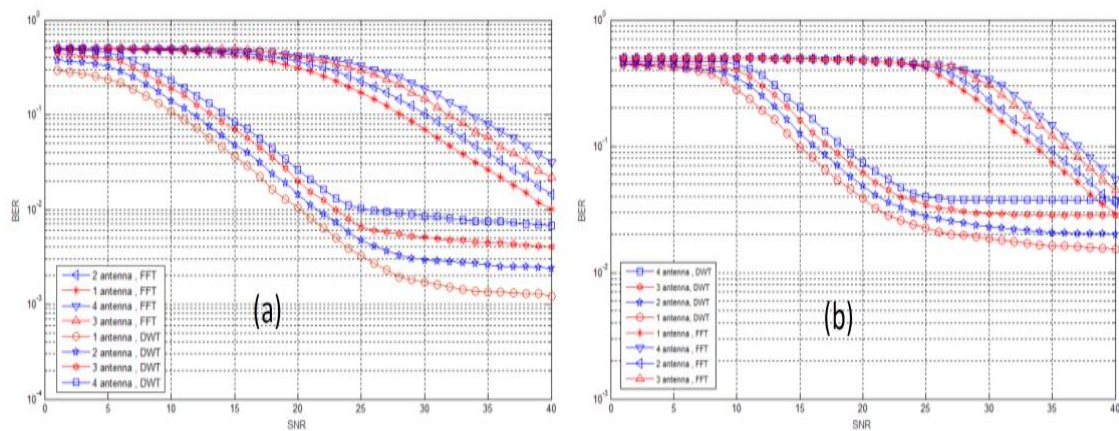 10^0
10^-1
10^-2
10^-3
10^-4
BER
0 5 10 15 20 25 30 35 40
SNR
2 antenna , FFT
1 antenna , FFT
4 antenna , FFT
3 antenna , FFT
1 antenna , DWT
2 antenna , DWT
3 antenna , DWT
4 antenna , DWT
(a)
10^0
10^-1
10^-2
10^-3
BER
0 5 10 15 20 25 30 35 40
SNR
4 antenna, DWT
3 antenna, DWT
2 antenna, DWT
1 antenna, DWT
1 antenna , FFT
4 antenna , FFT
2 antenna , FFT
3 antenna , FFT
(b)